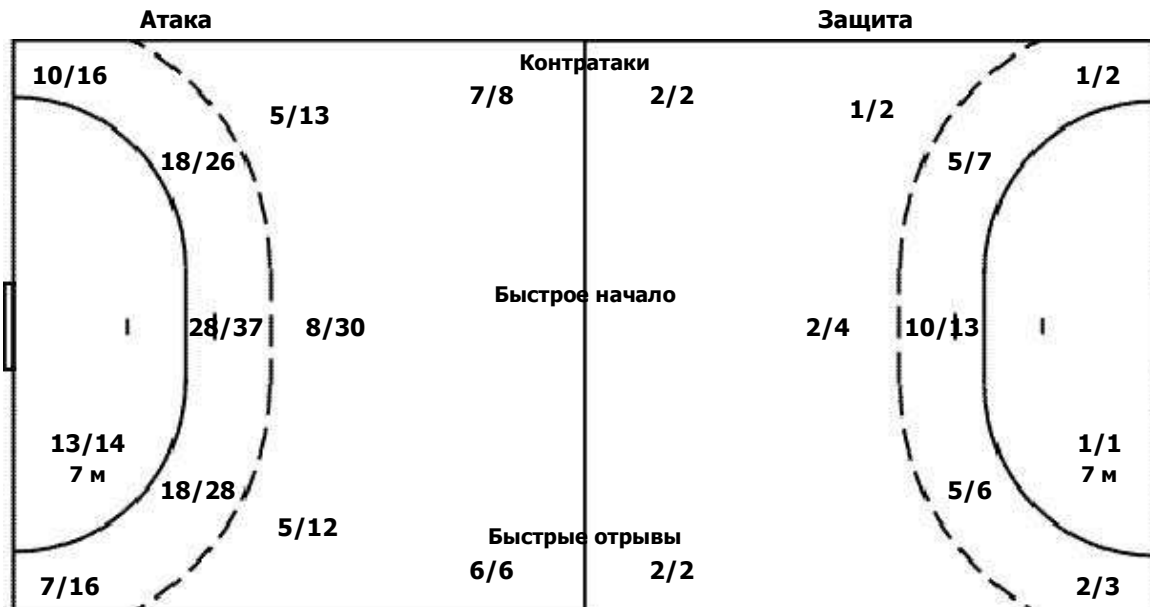 Атака Защита
Контратаки
10/16 1/2
7/8 2/2
5/13 1/2
18/26 5/7
Быстрое начало
28/37 8/30 2/4 10/13
13/14 1/1
7 м 7 м
18/28 5/6
5/12
Быстрые отрывы
6/6 2/2
7/16 2/3